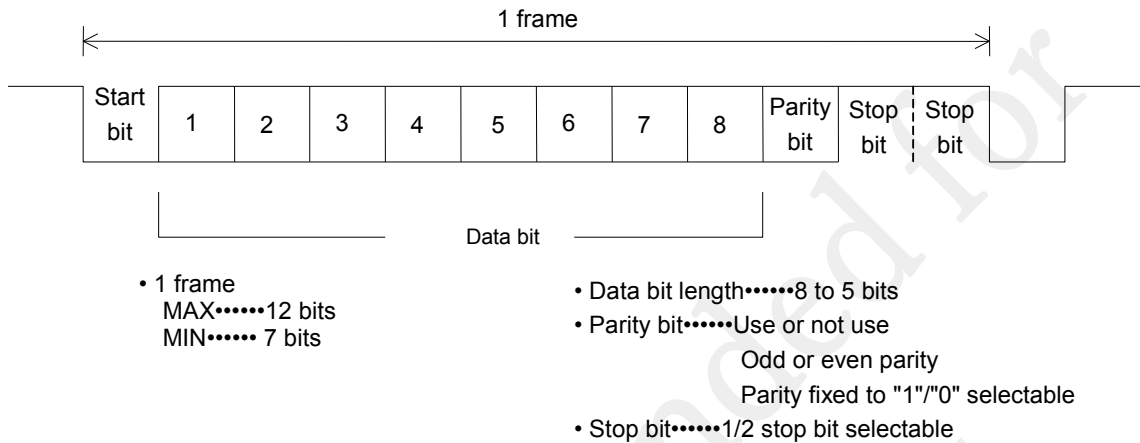 1 frame
Start bit 1 2 3 4 5 6 7 8 Parity bit Stop bit Stop bit
Data bit
• 1 frame
MAX••••••12 bits
MIN•••••• 7 bits
• Data bit length••••••8 to 5 bits
• Parity bit••••••Use or not use
Odd or even parity
Parity fixed to "1"/"0" selectable
• Stop bit••••••1/2 stop bit selectable
nded for